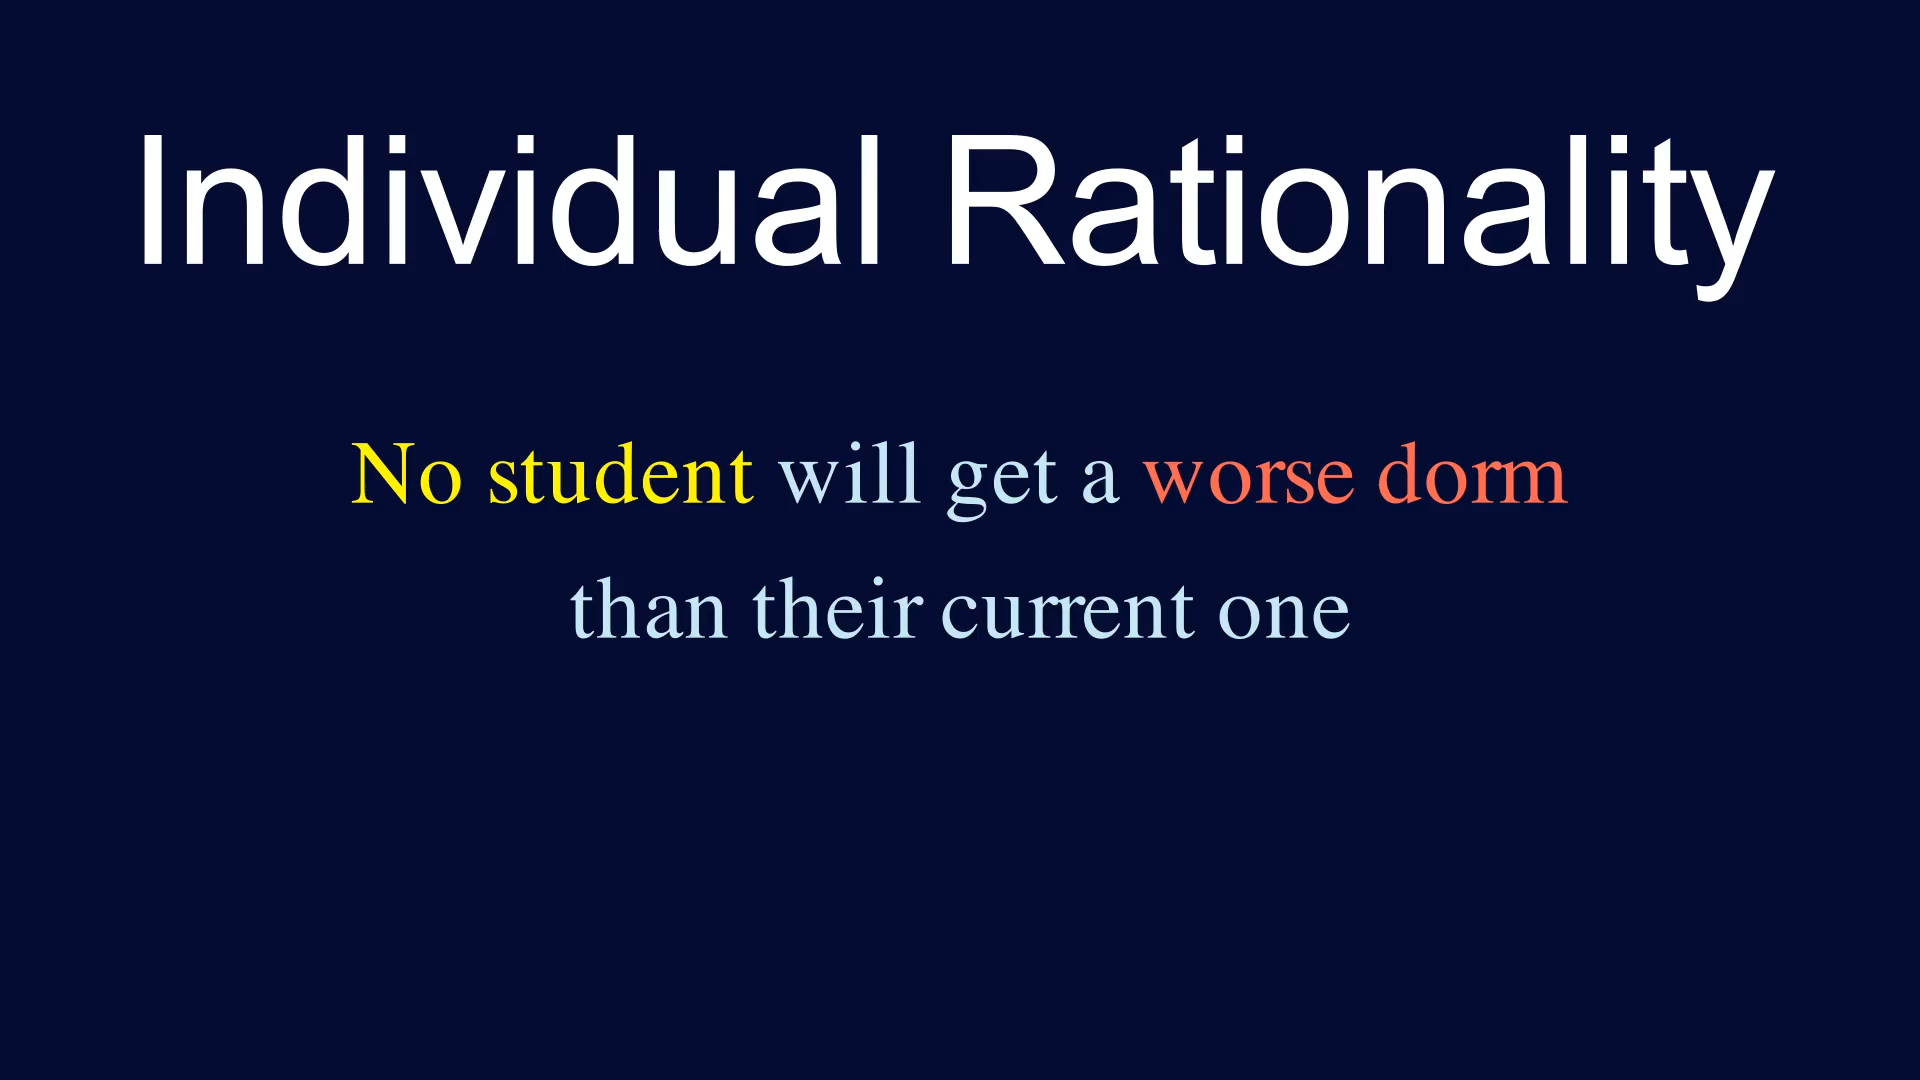 Individual Rationality
No student will get a worse dorm
than their current one